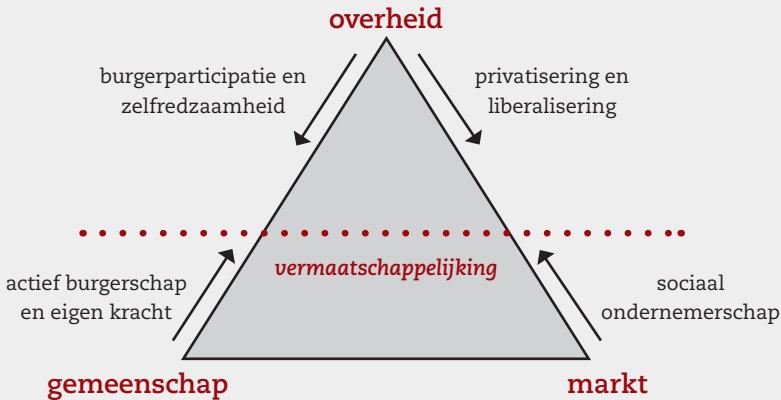 overheid
burgerparticipatie en
zelfredzaamheid
privatisering en
liberalisering
vermaatschappelijking
actief burgerschap
en eigen kracht
sociaal
ondernemerschap
gemeenschap
markt